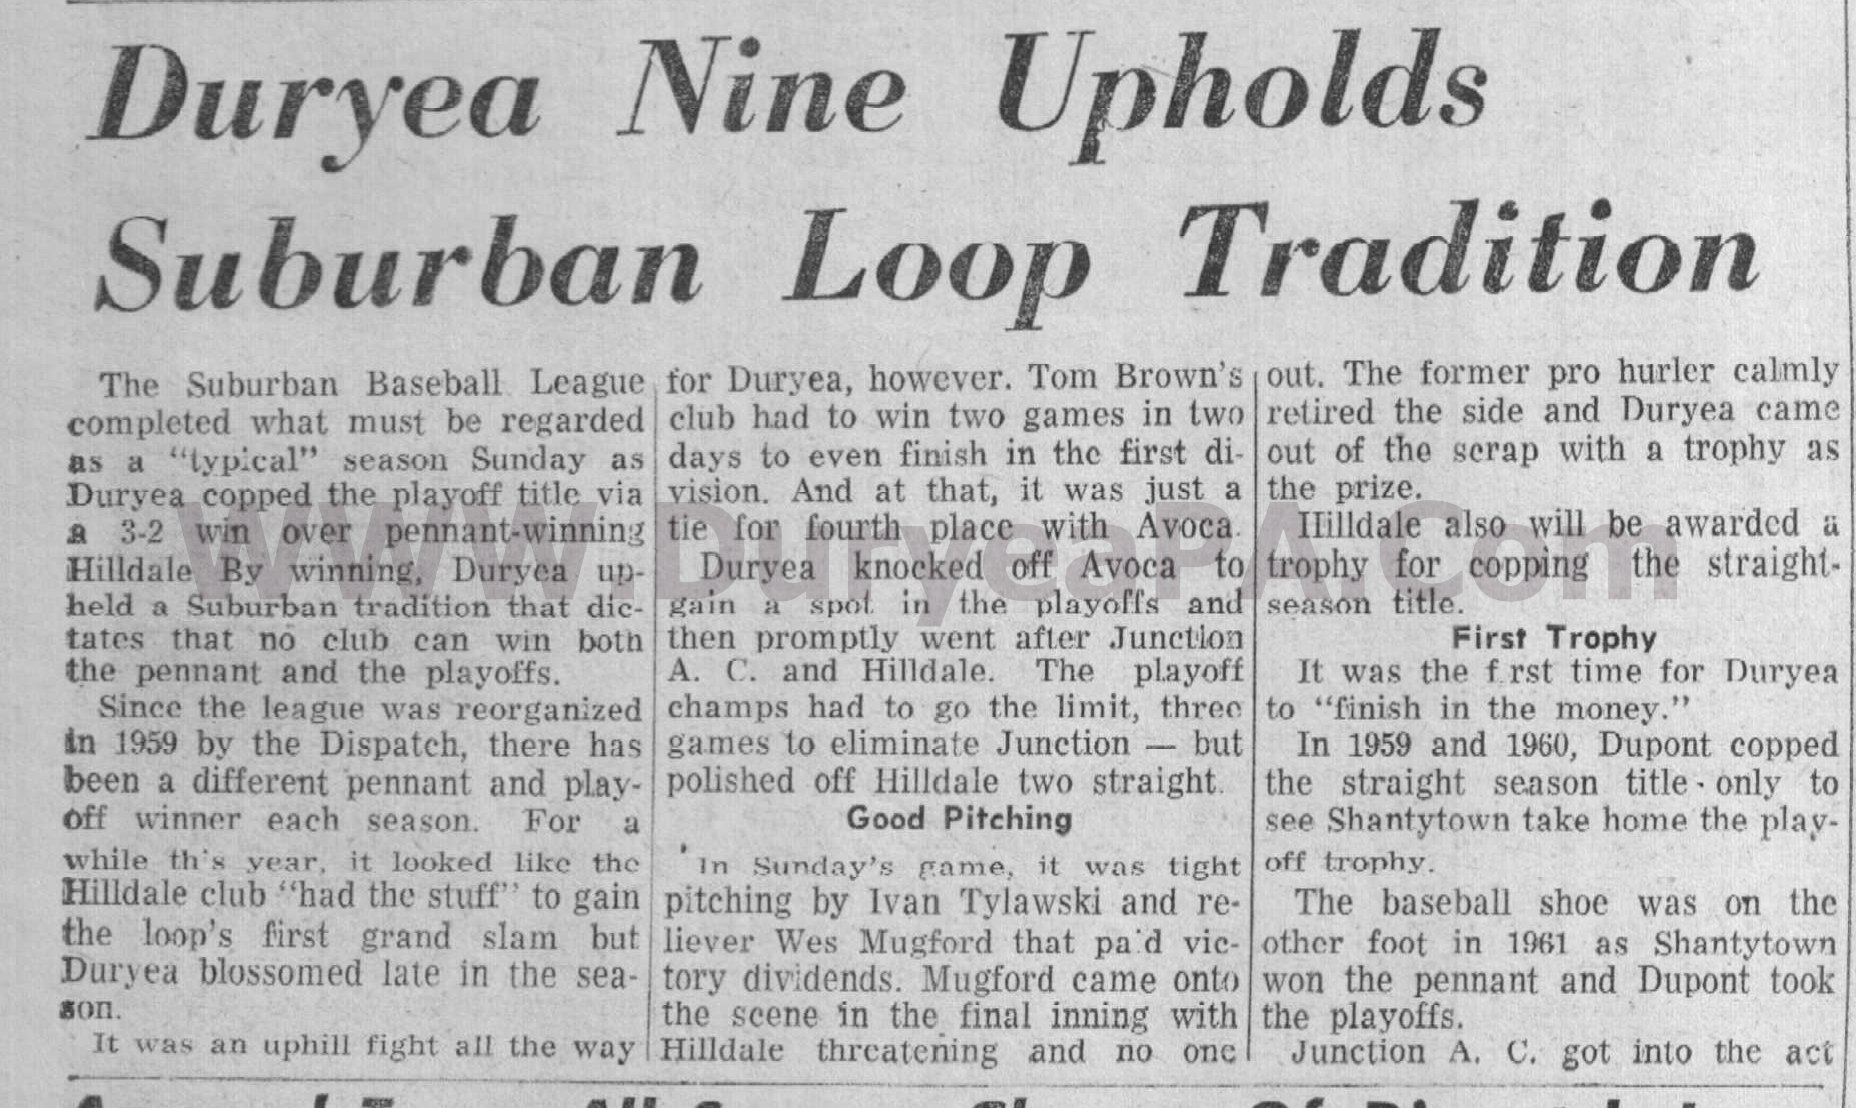 Duryea Nine Upholds
Suburban Loop Tradition
The Suburban Baseball League
completed what must be regarded
as a "typical" season Sunday as
Duryea copped the playoff title via
a 3-2 win over pennant-winning
Hilldale By winning, Duryea up-
held a Suburban tradition that dic-
tates that no club can win both
the pennant and the playoffs.
Since the league was reorganized
in 1959 by the Dispatch, there has
been a different pennant and play-
off winner each season. For a
while th's year, it looked like the
Hilldale club "had the stuff" to gain
the loop's first grand slam but
Duryea blossomed late in the sea-
son.
It was an uphill fight all the way
for Duryea, however. Tom Brown's
club had to win two games in two
days to even finish in the first di-
vision. And at that, it was just a
tie for fourth place with Avoca.
Duryea knocked off Avoca to
gain a spot in the playoffs and
then promptly went after Junction
A. C. and Hilldale. The playoff
champs had to go the limit, three
games to eliminate Junction — but
polished off Hilldale two straight.
Good Pitching
In Sunday's game, it was tight
pitching by Ivan Tylawski and re-
liever Wes Mugford that pa'd vic-
tory dividends. Mugford came onto
the scene in the final inning with
Hilldale threatening and no one
out. The former pro hurler calmly
retired the side and Duryea came
out of the scrap with a trophy as
the prize.
Hilldale also will be awarded a
trophy for copping the straight-
season title.
First Trophy
It was the f rst time for Duryea
to "finish in the money."
In 1959 and 1960, Dupont copped
the straight season title - only to
see Shantytown take home the play-
off trophy.
The baseball shoe was on the
other foot in 1961 as Shantytown
won the pennant and Dupont took
the playoffs.
Junction A. C. got into the act
WWW.DuryeaPA.Com